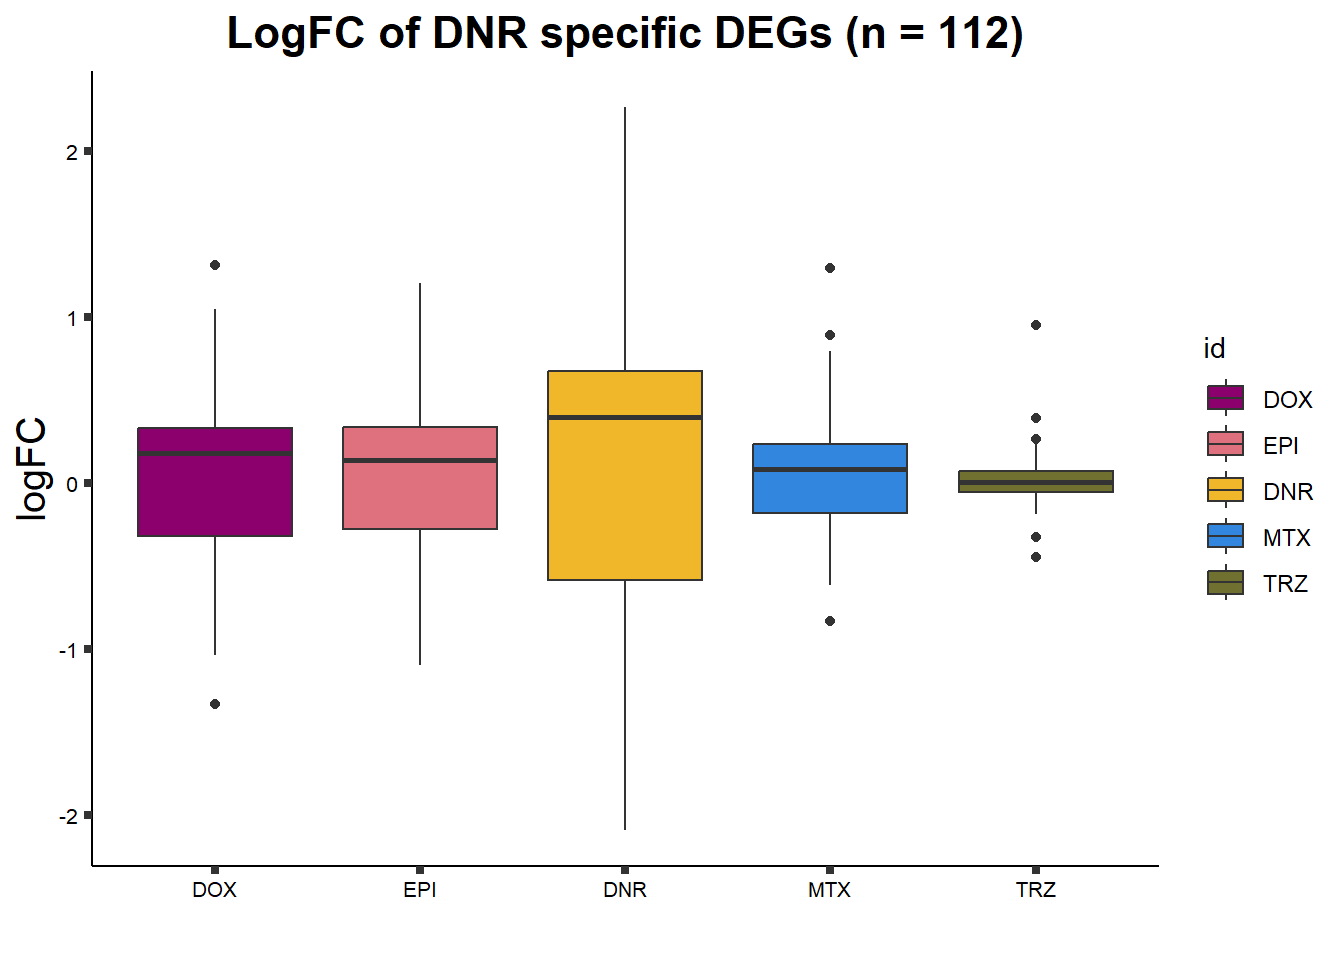 LogFC of DNR specific DEGs (n = 112)
logFC
2
1
0
-1
-2
DOX
EPI
DNR
MTX
TRZ
id
DOX
EPI
DNR
MTX
TRZ